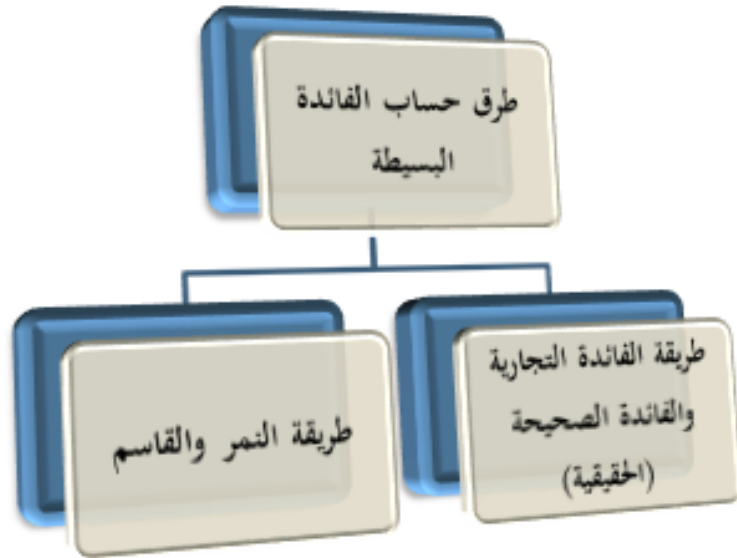 طرق حساب الفائدة
البسيطة
طريقة الفائدة التجارية
والفائدة الصحيحة
(الحقيقية)
طريقة النمر والقاسم